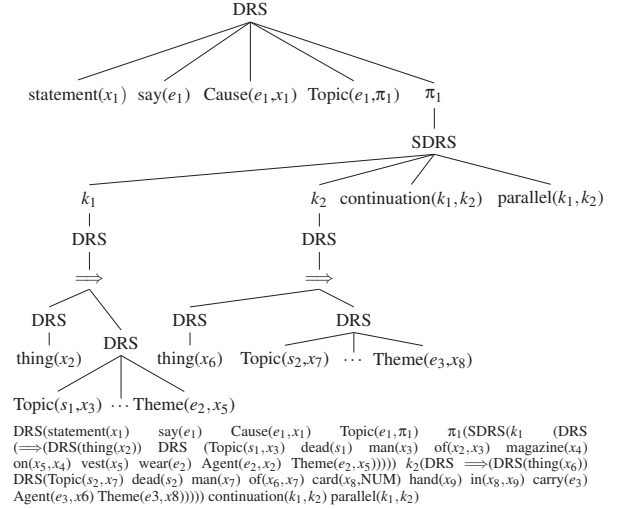 DRS
statement(x1) say(e1) Cause(e1,x1) Topic(e1,π1) π1
SDRS
k1 k2 continuation(k1,k2) parallel(k1,k2)
DRS DRS
⟹ ⟹
DRS DRS DRS DRS
thing(x2) thing(x6) Topic(s2,x7) ⋯ Theme(e3,x8)
Topic(s1,x3) ⋯ Theme(e2,x5)
DRS(statement(x1) say(e1) Cause(e1,x1) Topic(e1,π1) π1(SDRS(k1 (DRS
(⟹(DRS(thing(x2)) DRS (Topic(s1,x3) dead(s1) man(x3) of(x2,x3) magazine(x4)
on(x5,x4) vest(x5) wear(e2) Agent(e2,x2) Theme(e2,x5))))) k2(DRS ⟹(DRS(thing(x6))
DRS(Topic(s2,x7) dead(s2) man(x7) of(x6,x7) card(x8,NUM) hand(x9) in(x8,x9) carry(e3)
Agent(e3,x6) Theme(e3,x8))))) continuation(k1,k2) parallel(k1,k2)